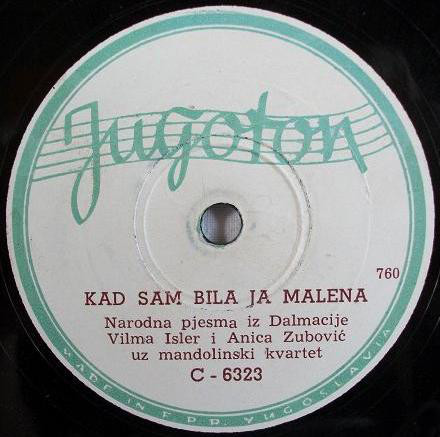 Jugoton
760
KAD SAM BILA JA MALENA
Narodna pjesma iz Dalmacije
Vilma Isler i Anica Zubović
uz mandolinski kvartet
C - 6323
MADE IN F.P.R. YUGOSLAVIA